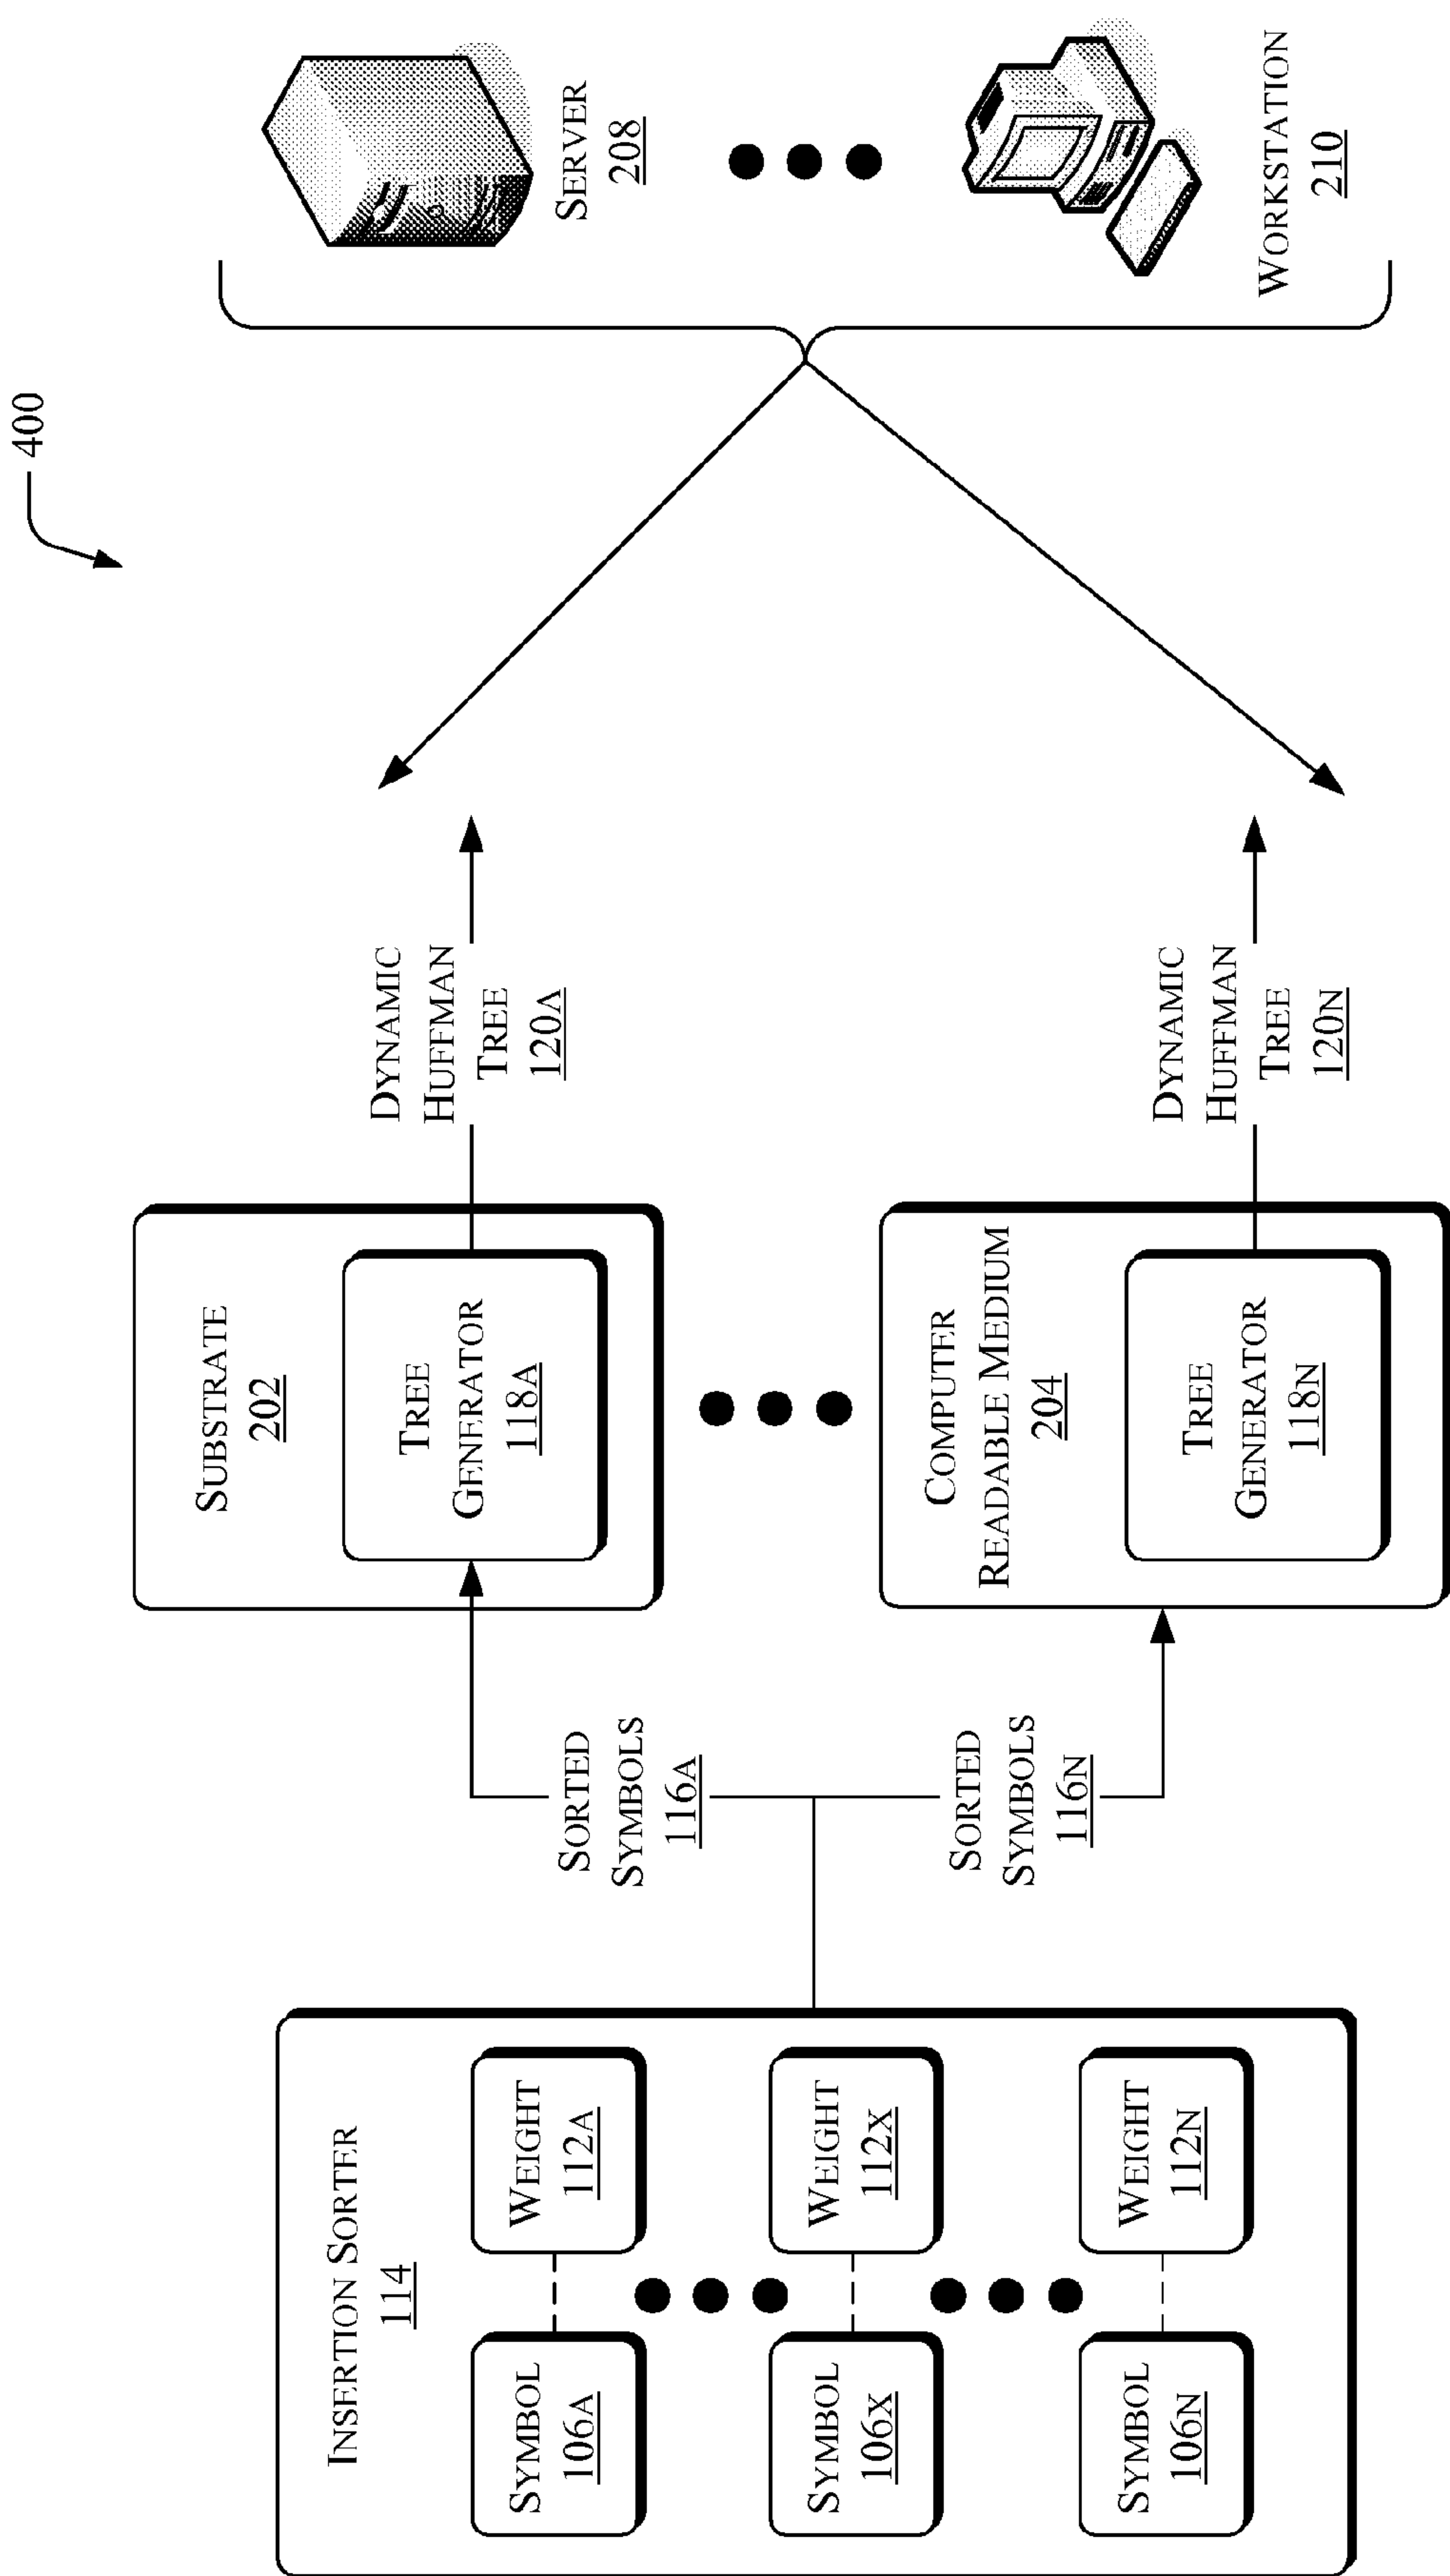 400
INSERTION SORTER
114
SYMBOL
106A
WEIGHT
112A
SYMBOL
106X
WEIGHT
112X
SYMBOL
106N
WEIGHT
112N
SORTED
SYMBOLS
116A
SORTED
SYMBOLS
116N
SUBSTRATE
202
TREE
GENERATOR
118A
COMPUTER
READABLE MEDIUM
204
TREE
GENERATOR
118N
DYNAMIC
HUFFMAN
TREE
120A
DYNAMIC
HUFFMAN
TREE
120N
SERVER
208
WORKSTATION
210